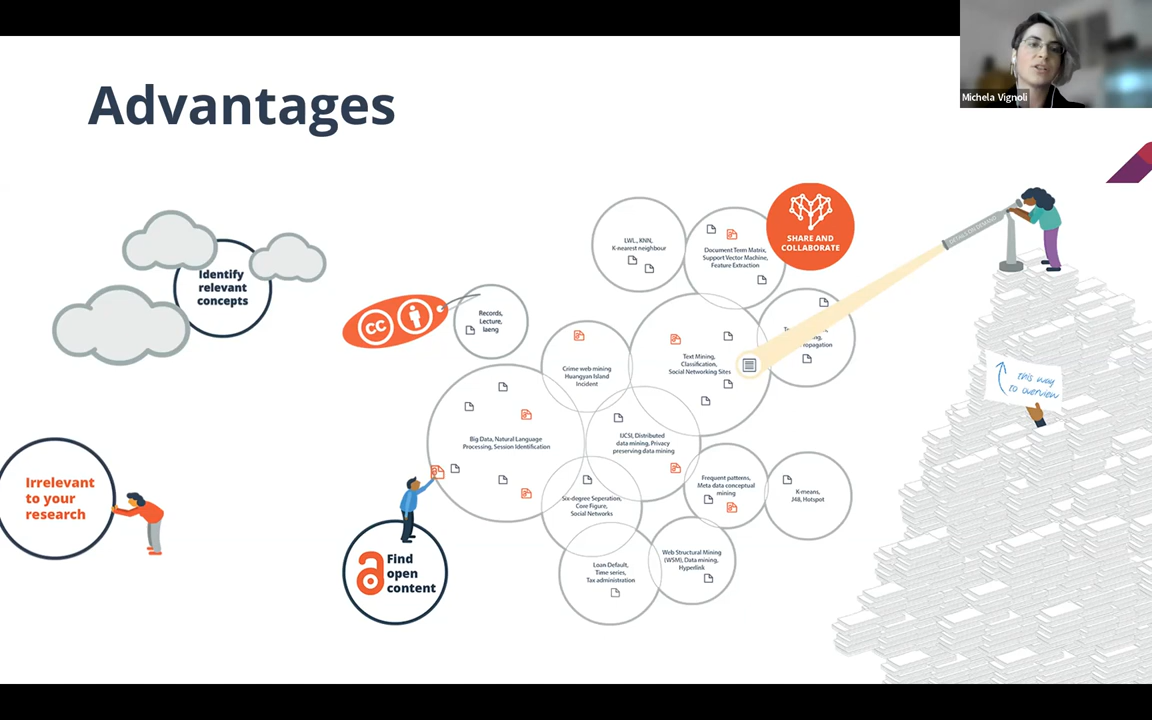 Michela Vignoli
Advantages
Identify
relevant
concepts
Irrelevant
to your
research
CC
Records,
Lecture,
Iaeng
LWL, KNN,
K-nearest neighbour
Document Term Matrix,
Support Vector Machine,
Feature Extraction
SHARE AND
COLLABORATE
Crime web mining
Huangyan Island
Incident
Text Mining,
Classification,
Social Networking Sites
Big Data, Natural Language
Processing, Session Identification
IJCSI, Distributed
data mining, Privacy
preserving data mining
Six-degree Seperation,
Core Figure,
Social Networks
Frequent patterns,
Meta data conceptual
mining
K-means,
J48, Hotspot
Loan Default,
Time series,
Tax administration
Web Structural Mining
(WSM), Data mining,
Hyperlink
Find
open
content
this way
to overview